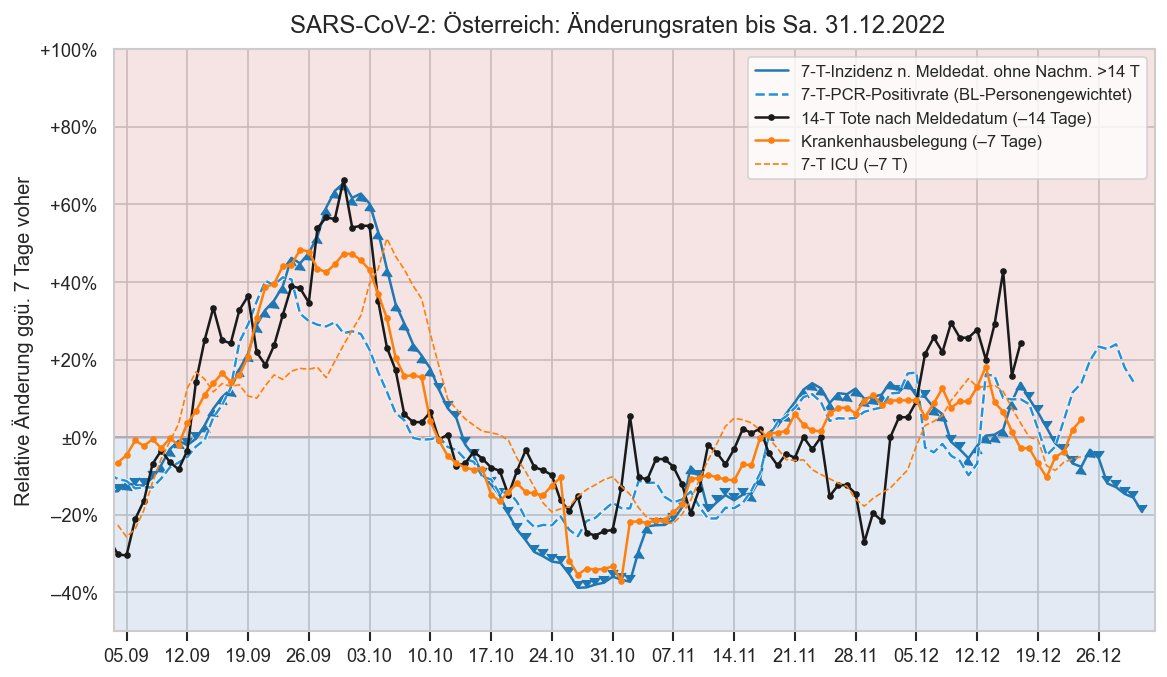 SARS-CoV-2: Österreich: Änderungsraten bis Sa. 31.12.2022
Relative Änderung ggü. 7 Tage voher
+100%
+80%
+60%
+40%
+20%
±0%
–20%
–40%
7-T-Inzidenz n. Meldedat. ohne Nachm. >14 T
7-T-PCR-Positivrate (BL-Personengewichtet)
14-T Tote nach Meldedatum (–14 Tage)
Krankenhausbelegung (–7 Tage)
7-T ICU (–7 T)
05.09 12.09 19.09 26.09 03.10 10.10 17.10 24.10 31.10 07.11 14.11 21.11 28.11 05.12 12.12 19.12 26.12